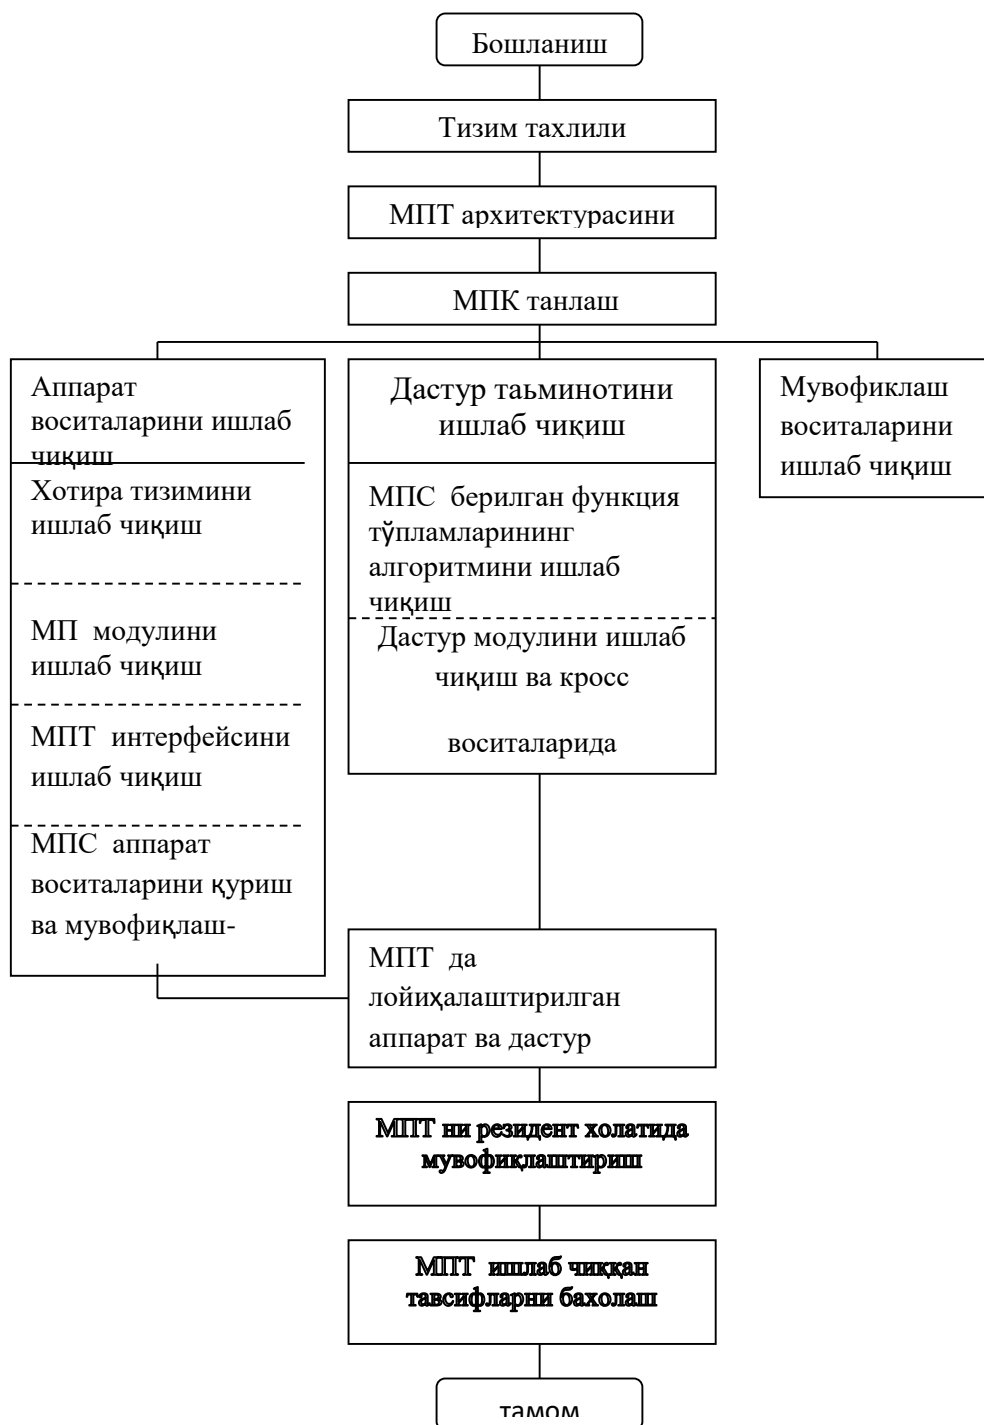 Бошланиш
Тизим тахлили
МПТ архитектурасини
МПК танлаш
Аппарат
воситаларини ишлаб
чиқиш
Хотира тизимини
ишлаб чиқиш
МП модулини
ишлаб чиқиш
МПТ интерфейсини
ишлаб чиқиш
МПС аппарат
воситаларини қуриш
ва мувофиқлаш-
Дастур таьминотини
ишлаб чиқиш
МПС берилган функция
тўпламларининг
алгоритмини ишлаб
чиқиш
Дастур модулини ишлаб
чиқиш ва кросс
воситаларида
Мувофиклаш
воситаларини
ишлаб чиқиш
МПТ да
лойиҳалаштирилган
аппарат ва дастур
МПТ ни резидент холатида
мувофиқлаштириш
МПТ ишлаб чиққан
тавсифларни бахолаш
тамом